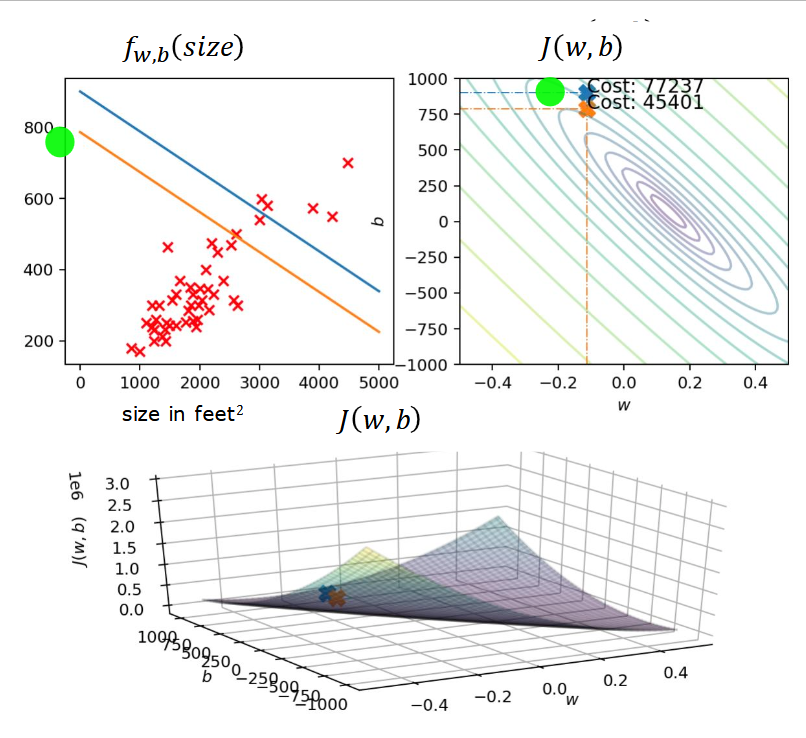 f_{w,b}(size)
J(w, b)
800
600
400
200
0 1000 2000 3000 4000 5000
size in feet²
Cost: 77237
Cost: 45401
1000
750
500
250
0
−250
−500
−750
−1000
b
−0.4 −0.2 0.0 0.2 0.4
w
J(w, b)
1e6
J(w,b)
3.0
2.5
2.0
1.5
1.0
0.5
0.0
1000
750
500
250
0
−250
−500
−750
−1000
b
−0.4 −0.2 0.0 0.2 0.4
w